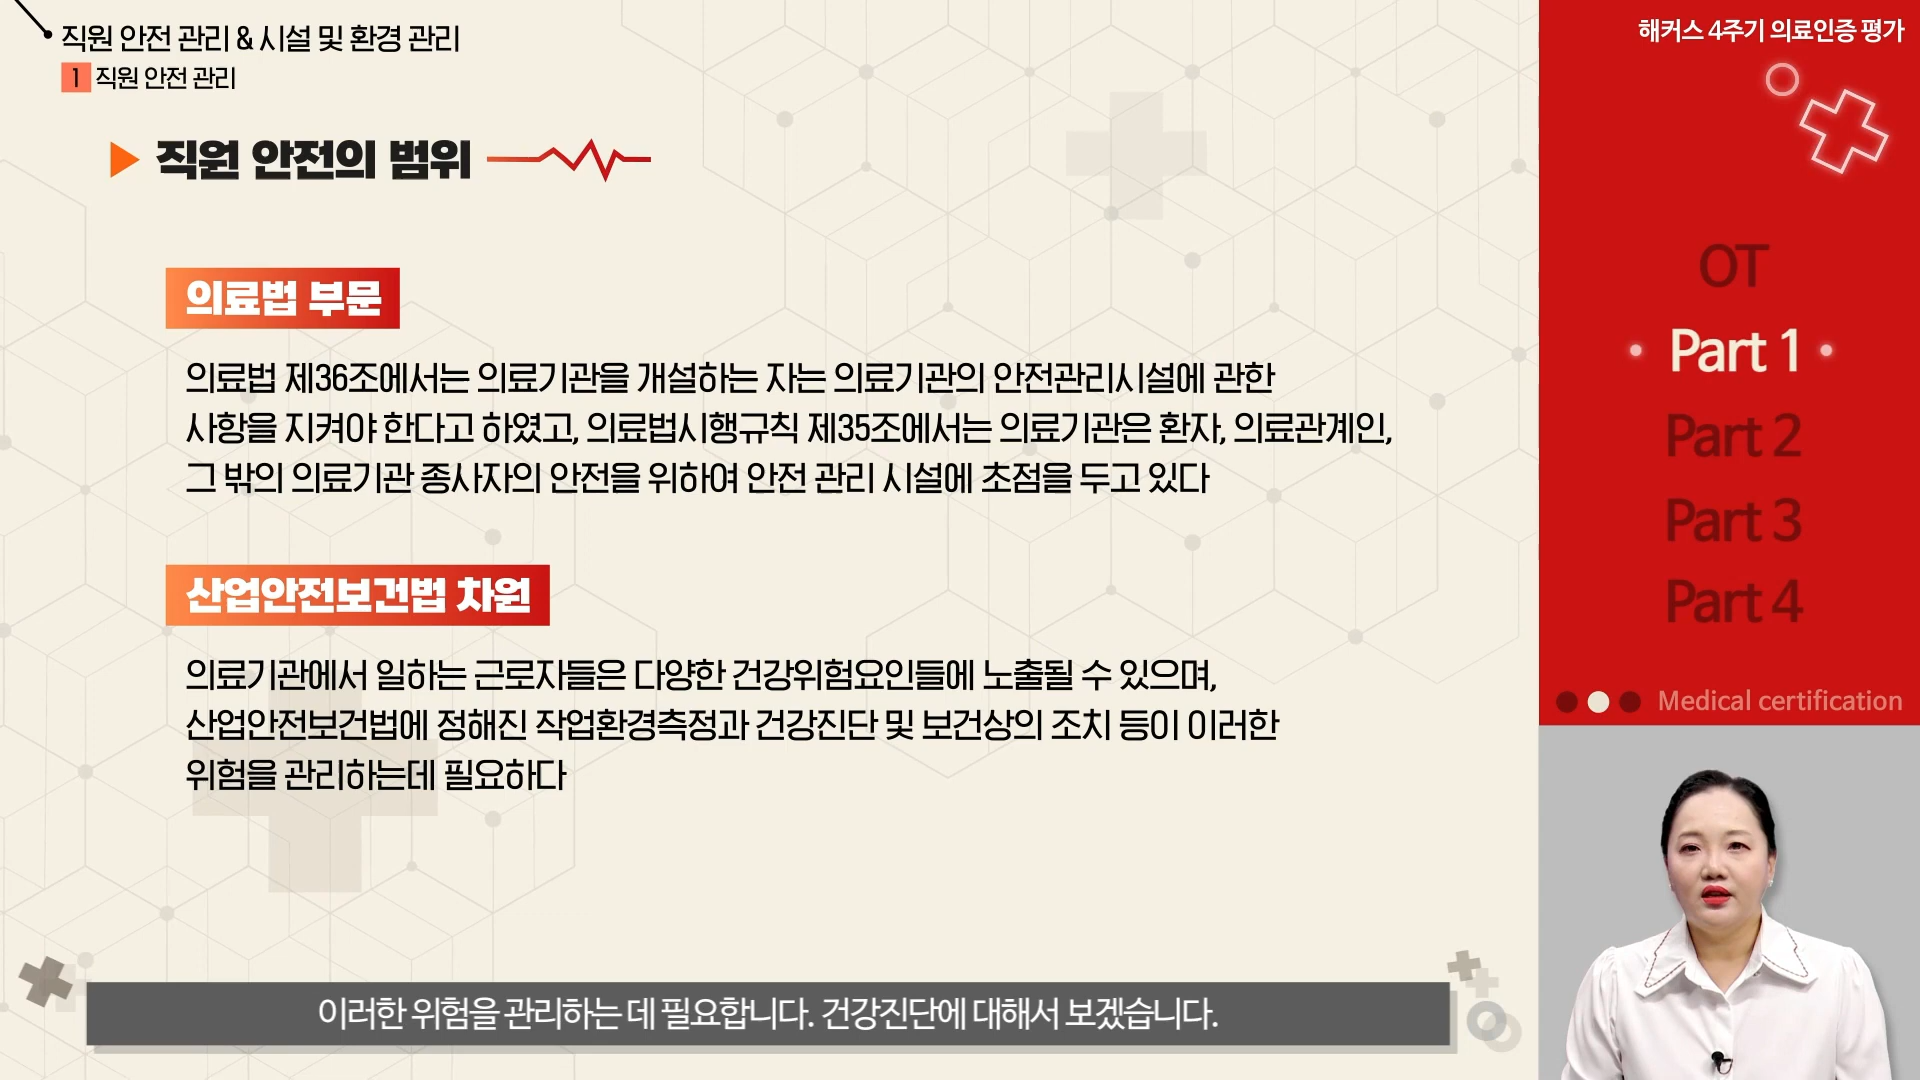 직원 안전 관리 & 시설 및 환경 관리
1 직원 안전 관리
직원 안전의 범위
의료법 부문
의료법 제36조에서는 의료기관을 개설하는 자는 의료기관의 안전관리시설에 관한
사항을 지켜야 한다고 하였고, 의료법시행규칙 제35조에서는 의료기관은 환자, 의료관계인,
그 밖의 의료기관 종사자의 안전을 위하여 안전 관리 시설에 초점을 두고 있다
산업안전보건법 차원
의료기관에서 일하는 근로자들은 다양한 건강위험요인들에 노출될 수 있으며,
산업안전보건법에 정해진 작업환경측정과 건강진단 및 보건상의 조치 등이 이러한
위험을 관리하는데 필요하다
이러한 위험을 관리하는 데 필요합니다. 건강진단에 대해서 보겠습니다.
해커스 4주기 의료인증 평가
OT
Part 1
Part 2
Part 3
Part 4
Medical certification